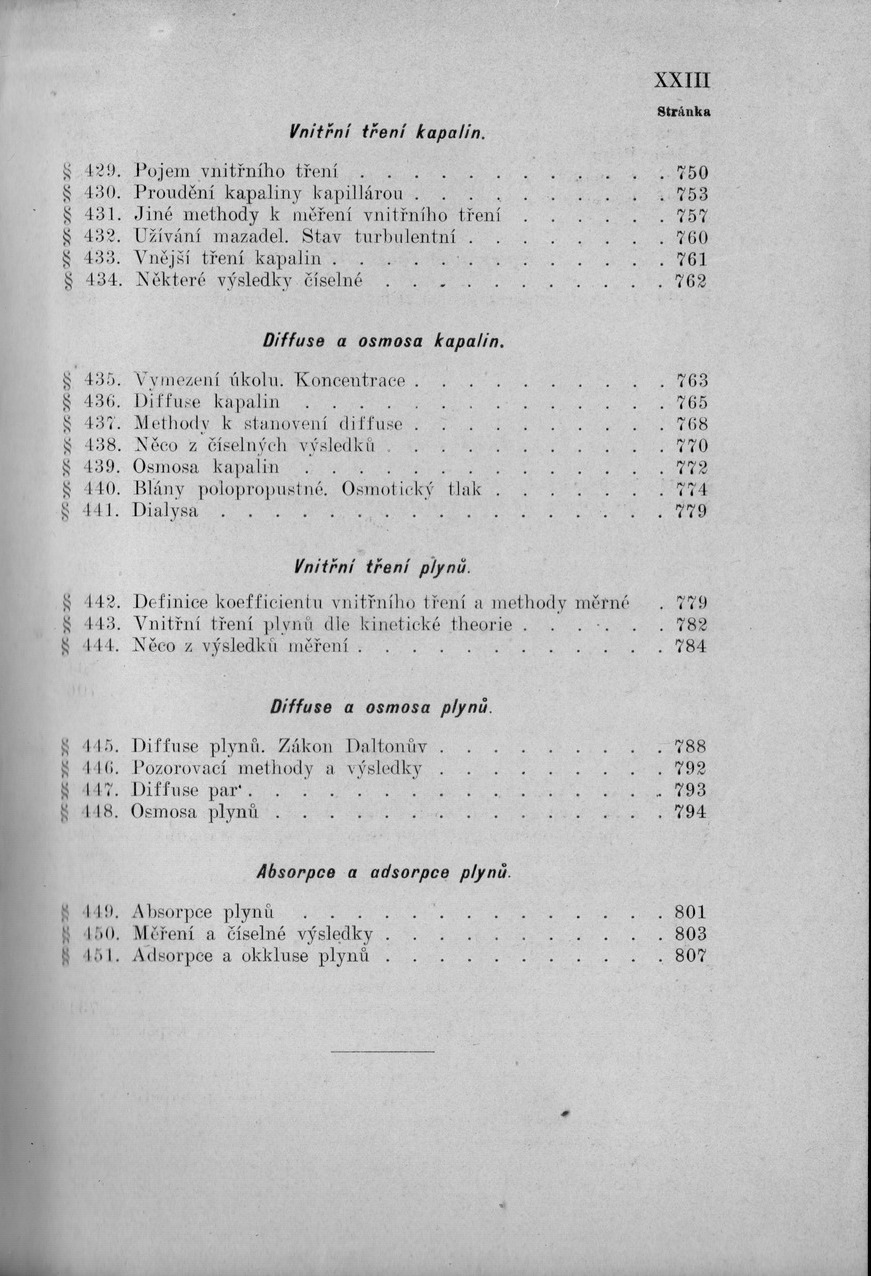 XXIII
Stránka
Vnitřní tření kapalin.
§ 429. Pojem vnitřního tření . . . . . . . . . . . . 750
§ 430. Proudění kapaliny kapillárou . . . . . . . . . . 753
§ 431. Jiné methody k měření vnitřního tření . . . . . . 757
§ 432. Užívání mazadel. Stav turbulentní . . . . . . . . 760
§ 433. Vnější tření kapalin . . . . . . . . . . . . . 761
§ 434. Některé výsledky číselné . . . . . . . . . . . 762
Diffuse a osmosa kapalin.
§ 435. Vymezení úkolu. Koncentrace . . . . . . . . . . 763
§ 436. Diffuse kapalin . . . . . . . . . . . . . . 765
§ 437. Methody k stanovení diffuse . . . . . . . . . . 768
§ 438. Něco z číselných výsledků . . . . . . . . . . . 770
§ 439. Osmosa kapalin . . . . . . . . . . . . . . 772
§ 440. Blány polopropustné. Osmotický tlak . . . . . . . 774
§ 441. Dialysa . . . . . . . . . . . . . . . . . 779
Vnitřní tření plynů.
§ 442. Definice koefficientu vnitřního tření a methody měrné . 779
§ 443. Vnitřní tření plynů dle kinetické theorie . . . . . . 782
§ 444. Něco z výsledků měření . . . . . . . . . . . . 784
Diffuse a osmosa plynů.
§ 445. Diffuse plynů. Zákon Daltonův . . . . . . . . . 788
§ 446. Pozorovací methody a výsledky . . . . . . . . . 792
§ 447. Diffuse par . . . . . . . . . . . . . . . . 793
§ 448. Osmosa plynů . . . . . . . . . . . . . . . 794
Absorpce a adsorpce plynů.
§ 449. Absorpce plynů . . . . . . . . . . . . . . 801
§ 450. Měření a číselné výsledky . . . . . . . . . . . 803
§ 451. Adsorpce a okkluse plynů . . . . . . . . . . . 807